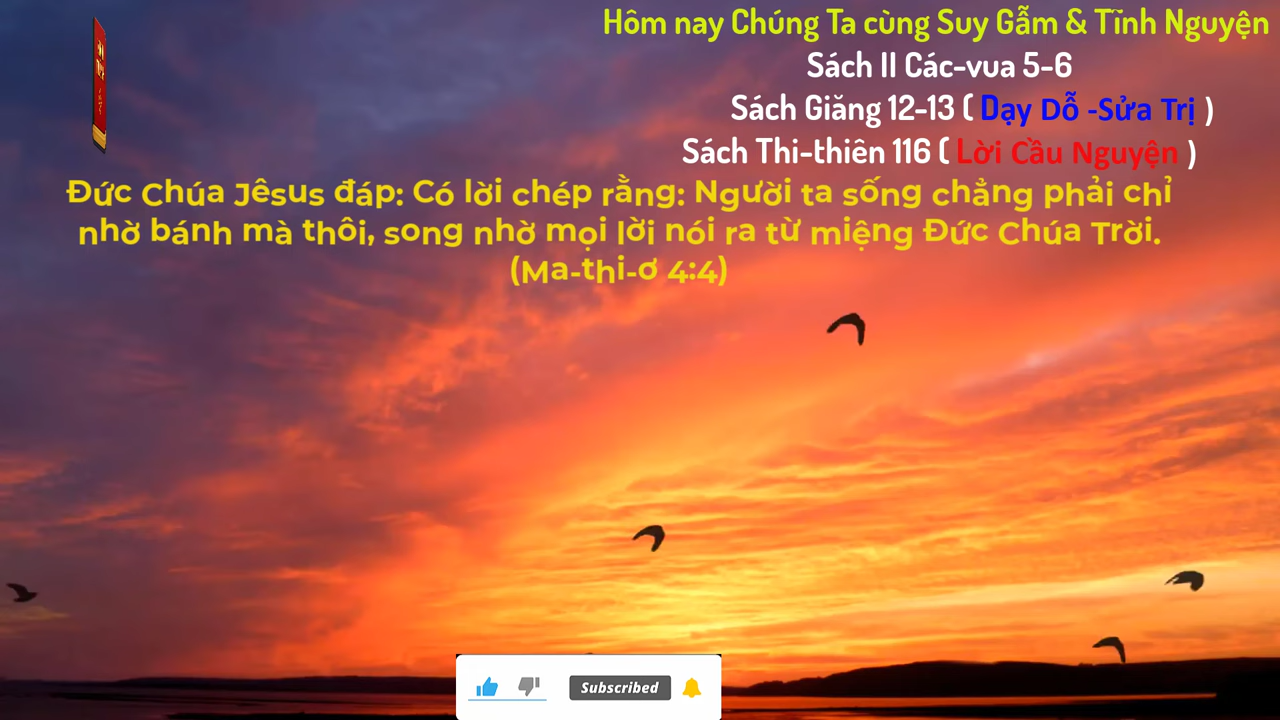 Hôm nay Chúng Ta cùng Suy Gẫm & Tĩnh Nguyện
Sách II Các-vua 5-6
Sách Giăng 12-13 ( Dạy Dỗ -Sửa Trị )
Sách Thi-thiên 116 ( Lời Cầu Nguyện )
Đức Chúa Jêsus đáp: Có lời chép rằng: Người ta sống chẳng phải chỉ
nhờ bánh mà thôi, song nhờ mọi lời nói ra từ miệng Đức Chúa Trời.
(Ma-thi-ơ 4:4)
Subscribed